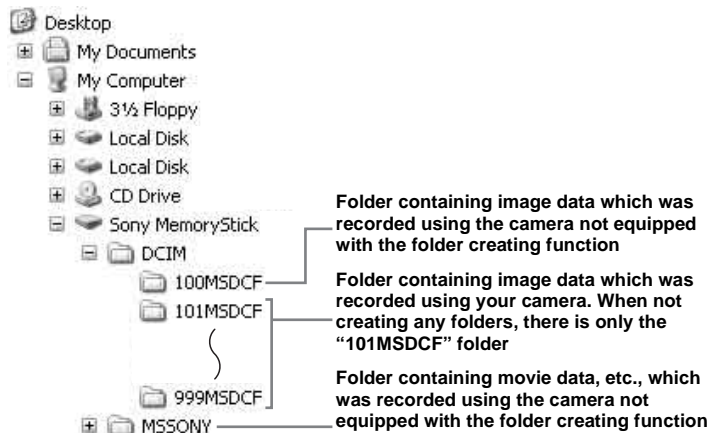 Desktop
My Documents
My Computer
3½ Floppy
Local Disk
Local Disk
CD Drive
Sony MemoryStick
DCIM
100MSDCF
101MSDCF
999MSDCF
MSSONY
Folder containing image data which was
recorded using the camera not equipped
with the folder creating function
Folder containing image data which was
recorded using your camera. When not
creating any folders, there is only the
“101MSDCF” folder
Folder containing movie data, etc., which
was recorded using the camera not
equipped with the folder creating function